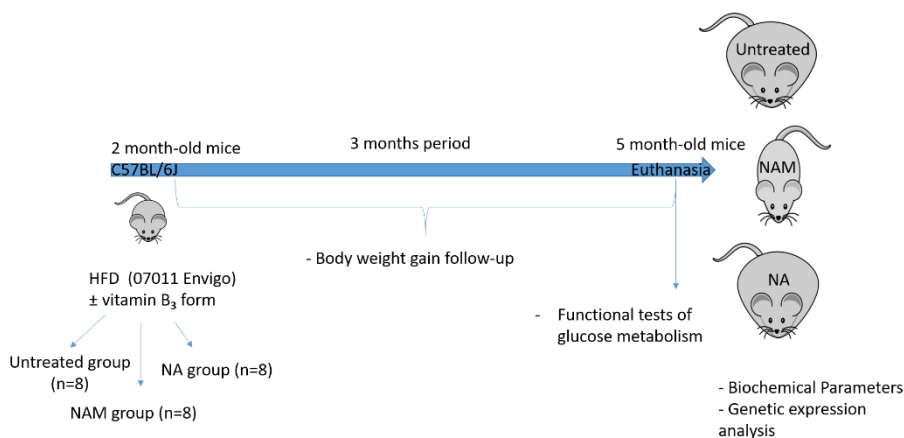 Untreated
2 month-old mice
3 months period
5 month-old mice
C57BL/6J
Euthanasia
NAM
- Body weight gain follow-up
HFD (07011 Envigo)
± vitamin B₃ form
NA
- Functional tests of
glucose metabolism
Untreated group
(n=8)
NA group (n=8)
NAM group (n=8)
- Biochemical Parameters
- Genetic expression
analysis